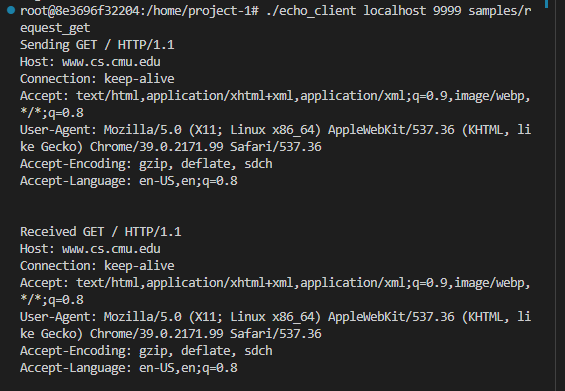 root@8e3696f32204:/home/project-1# ./echo_client localhost 9999 samples/r
equest_get
Sending GET / HTTP/1.1
Host: www.cs.cmu.edu
Connection: keep-alive
Accept: text/html,application/xhtml+xml,application/xml;q=0.9,image/webp,
*/*;q=0.8
User-Agent: Mozilla/5.0 (X11; Linux x86_64) AppleWebKit/537.36 (KHTML, li
ke Gecko) Chrome/39.0.2171.99 Safari/537.36
Accept-Encoding: gzip, deflate, sdch
Accept-Language: en-US,en;q=0.8
Received GET / HTTP/1.1
Host: www.cs.cmu.edu
Connection: keep-alive
Accept: text/html,application/xhtml+xml,application/xml;q=0.9,image/webp,
*/*;q=0.8
User-Agent: Mozilla/5.0 (X11; Linux x86_64) AppleWebKit/537.36 (KHTML, li
ke Gecko) Chrome/39.0.2171.99 Safari/537.36
Accept-Encoding: gzip, deflate, sdch
Accept-Language: en-US,en;q=0.8